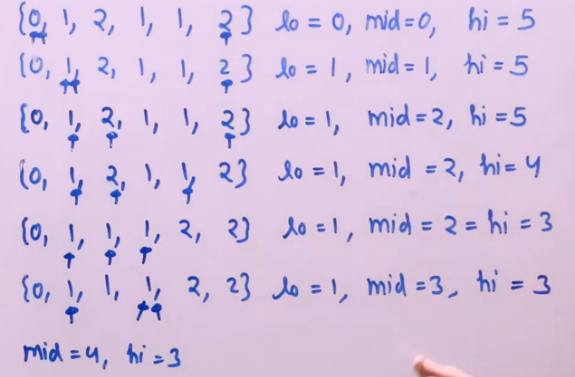 {0, 1, 2, 1, 1, 2} lo = 0, mid=0, hi = 5
{0, 1, 2, 1, 1, 2} lo = 1, mid = 1, hi = 5
{0, 1, 2, 1, 1, 2} lo = 1, mid = 2, hi = 5
{0, 1, 2, 1, 1, 2} lo = 1, mid = 2, hi = 4
{0, 1, 1, 1, 2, 2} lo = 1, mid = 2 = hi = 3
{0, 1, 1, 1, 2, 2} lo = 1, mid = 3, hi = 3
mid = 4, hi = 3